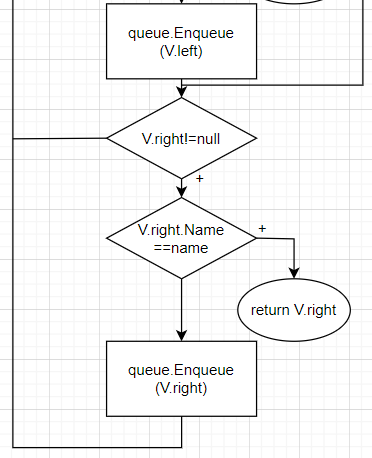 queue.Enqueue
(V.left)
V.right!=null
+
V.right.Name
==name
+
return V.right
queue.Enqueue
(V.right)